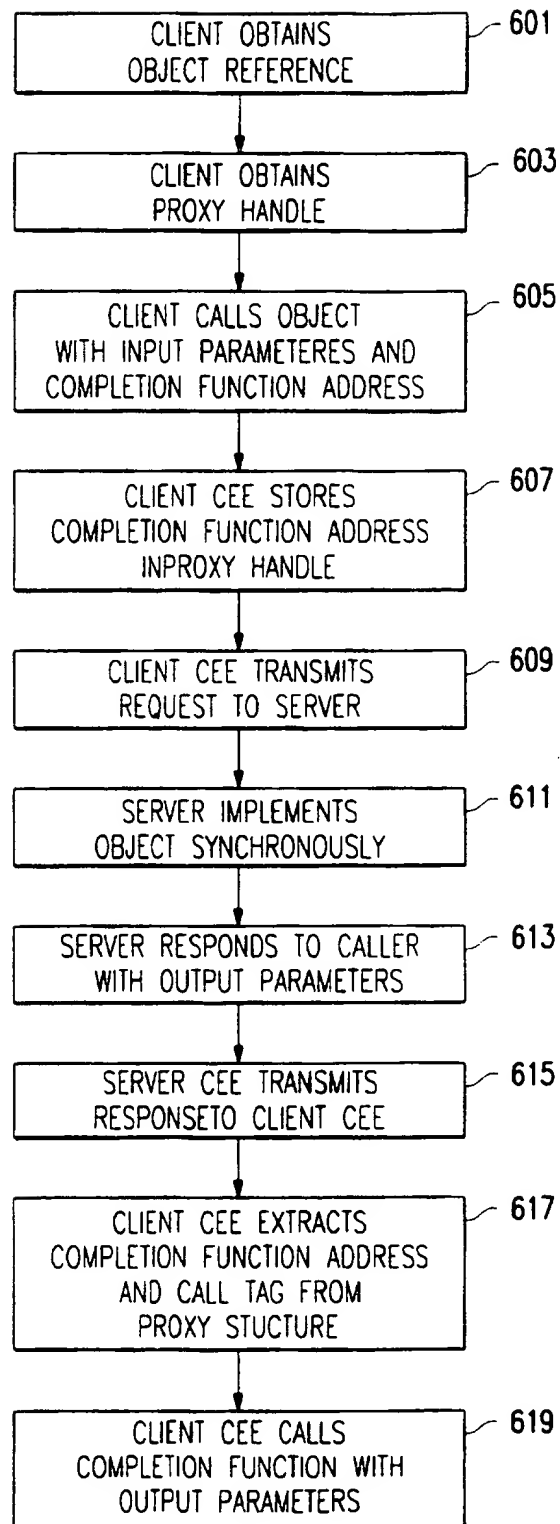 CLIENT OBTAINS
OBJECT REFERENCE
601
CLIENT OBTAINS
PROXY HANDLE
603
CLIENT CALLS OBJECT
WITH INPUT PARAMETERES AND
COMPLETION FUNCTION ADDRESS
605
CLIENT CEE STORES
COMPLETION FUNCTION ADDRESS
INPROXY HANDLE
607
CLIENT CEE TRANSMITS
REQUEST TO SERVER
609
SERVER IMPLEMENTS
OBJECT SYNCHRONOUSLY
611
SERVER RESPONDS TO CALLER
WITH OUTPUT PARAMETERS
613
SERVER CEE TRANSMITS
RESPONSETO CLIENT CEE
615
CLIENT CEE EXTRACTS
COMPLETION FUNCTION ADDRESS
AND CALL TAG FROM
PROXY STUCTURE
617
CLIENT CEE CALLS
COMPLETION FUNCTION WITH
OUTPUT PARAMETERS
619